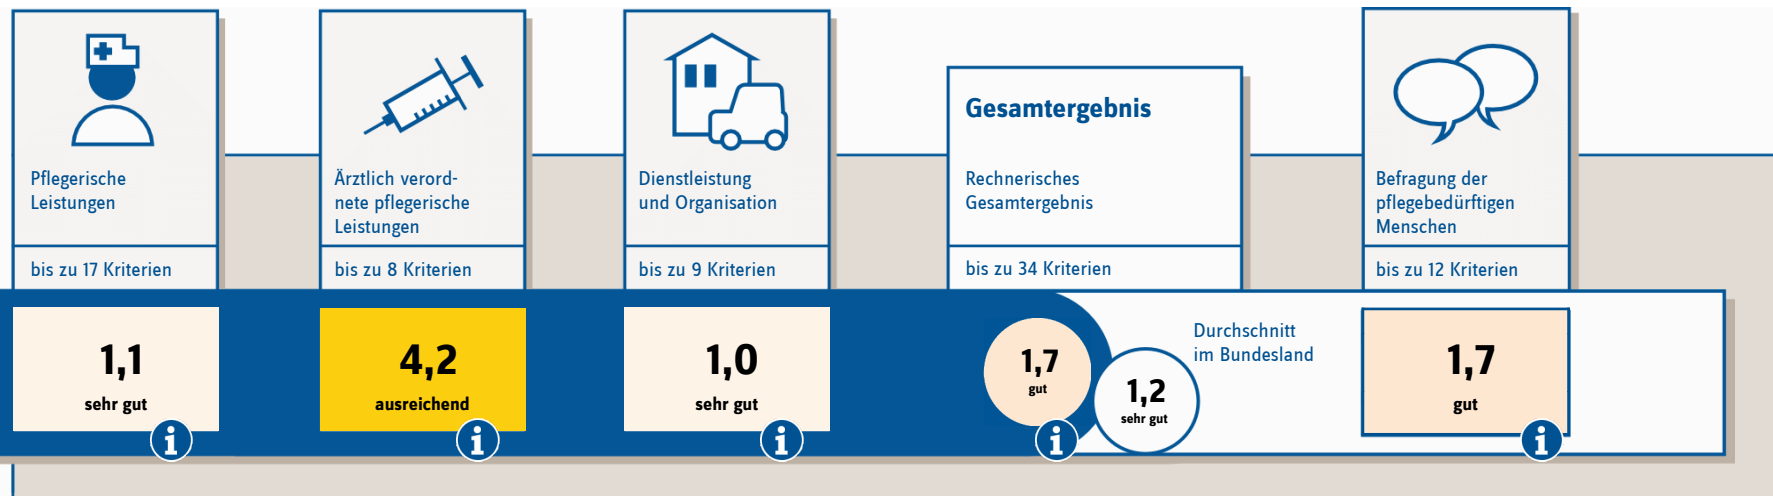 Pflegerische
Leistungen
bis zu 17 Kriterien
1,1
sehr gut
i
Ärztlich verord-
nete pflegerische
Leistungen
bis zu 8 Kriterien
4,2
ausreichend
i
Dienstleistung
und Organisation
bis zu 9 Kriterien
1,0
sehr gut
i
Gesamtergebnis
Rechnerisches
Gesamtergebnis
bis zu 34 Kriterien
1,7
gut
i
Durchschnitt
im Bundesland
1,2
sehr gut
Befragung der
pflegebedürftigen
Menschen
bis zu 12 Kriterien
1,7
gut
i